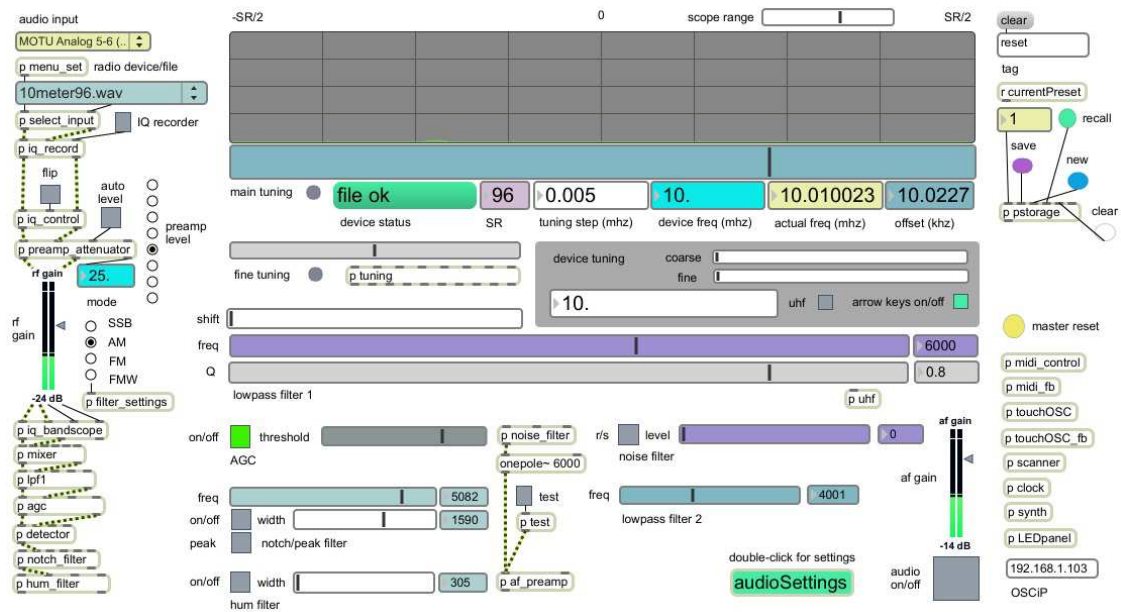 audio input
MOTU Analog 5-6 (..
p menu_set radio device/file
10meter96.wav
p select_input
IQ recorder
p iq_record
flip
auto
level
p iq_control
preamp
level
p preamp_attenuator
rf gain
25.
mode
rf
gain
SSB
AM
FM
FMW
-24 dB
p filter_settings
p iq_bandscope
p mixer
p lpf1
p agc
p detector
p notch_filter
p hum_filter
-SR/2 0 scope range SR/2
main tuning file ok 96 0.005 10. 10.010023 10.0227
device status SR tuning step (mhz) device freq (mhz) actual freq (mhz) offset (khz)
fine tuning p tuning
device tuning coarse
fine
10. uhf arrow keys on/off
shift
freq 6000
Q 0.8
lowpass filter 1 p uhf
on/off threshold
AGC
p noise_filter
onepole~ 6000
r/s level 0
noise filter
freq 5082
on/off width 1590
peak notch/peak filter
test
p test
freq 4001
lowpass filter 2
on/off width 305
hum filter
p af_preamp
double-click for settings
audioSettings
af gain
af gain
-14 dB
audio
on/off
clear
reset
tag
r currentPreset
1 recall
save
new
p pstorage
clear
master reset
p midi_control
p midi_fb
p touchOSC
p touchOSC_fb
p scanner
p clock
p synth
p LEDpanel
192.168.1.103
OSCiP